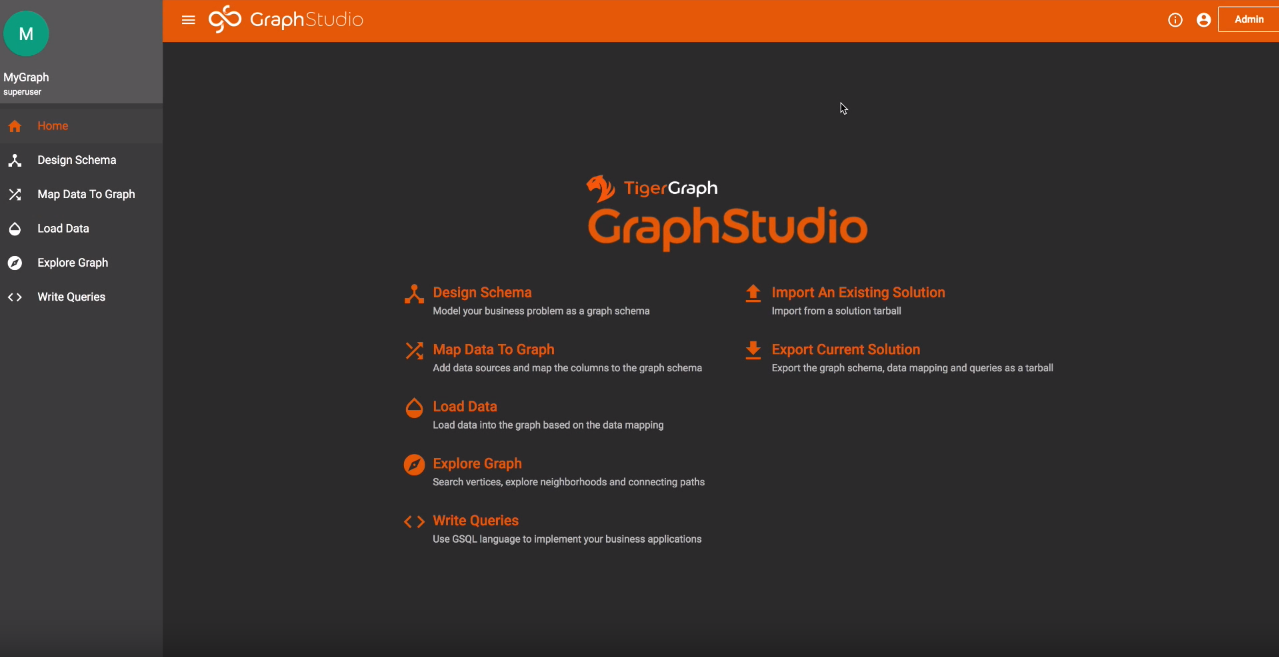 M
MyGraph
superuser
Home
Design Schema
Map Data To Graph
Load Data
Explore Graph
Write Queries
GraphStudio
Admin
TigerGraph
GraphStudio
Design Schema
Model your business problem as a graph schema
Map Data To Graph
Add data sources and map the columns to the graph schema
Load Data
Load data into the graph based on the data mapping
Explore Graph
Search vertices, explore neighborhoods and connecting paths
Write Queries
Use GSQL language to implement your business applications
Import An Existing Solution
Import from a solution tarball
Export Current Solution
Export the graph schema, data mapping and queries as a tarball